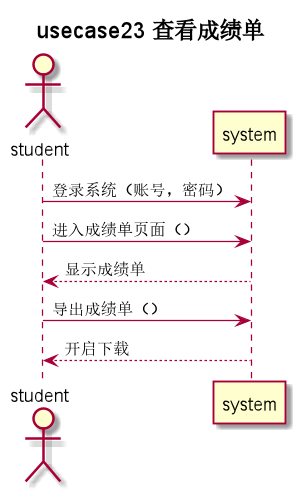 usecase23 查看成绩单
student
system
登录系统（账号，密码）
进入成绩单页面（）
显示成绩单
导出成绩单（）
开启下载
student
system